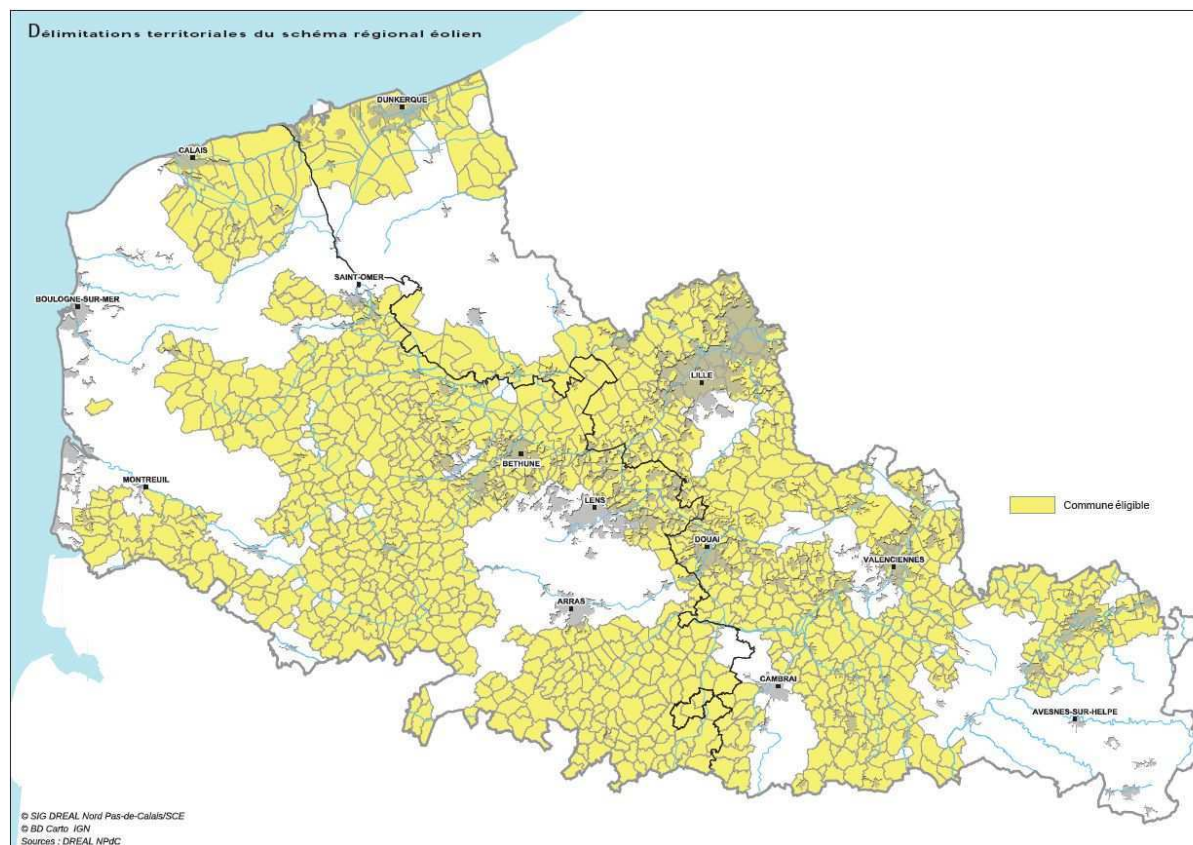 Délimitations territoriales du schéma régional éolien
DUNKERQUE
CALAIS
SAINT-OMER
BOULOGNE-SUR-MER
LILLE
BETHUNE
MONTREUIL
LENS
Commune éligible
DOUAI
VALENCIENNES
ARRAS
CAMBRAI
AVESNES-SUR-HELPE
© SIG DREAL Nord Pas-de-Calais/SCE
© BD Carto IGN
Sources : DREAL NPdC